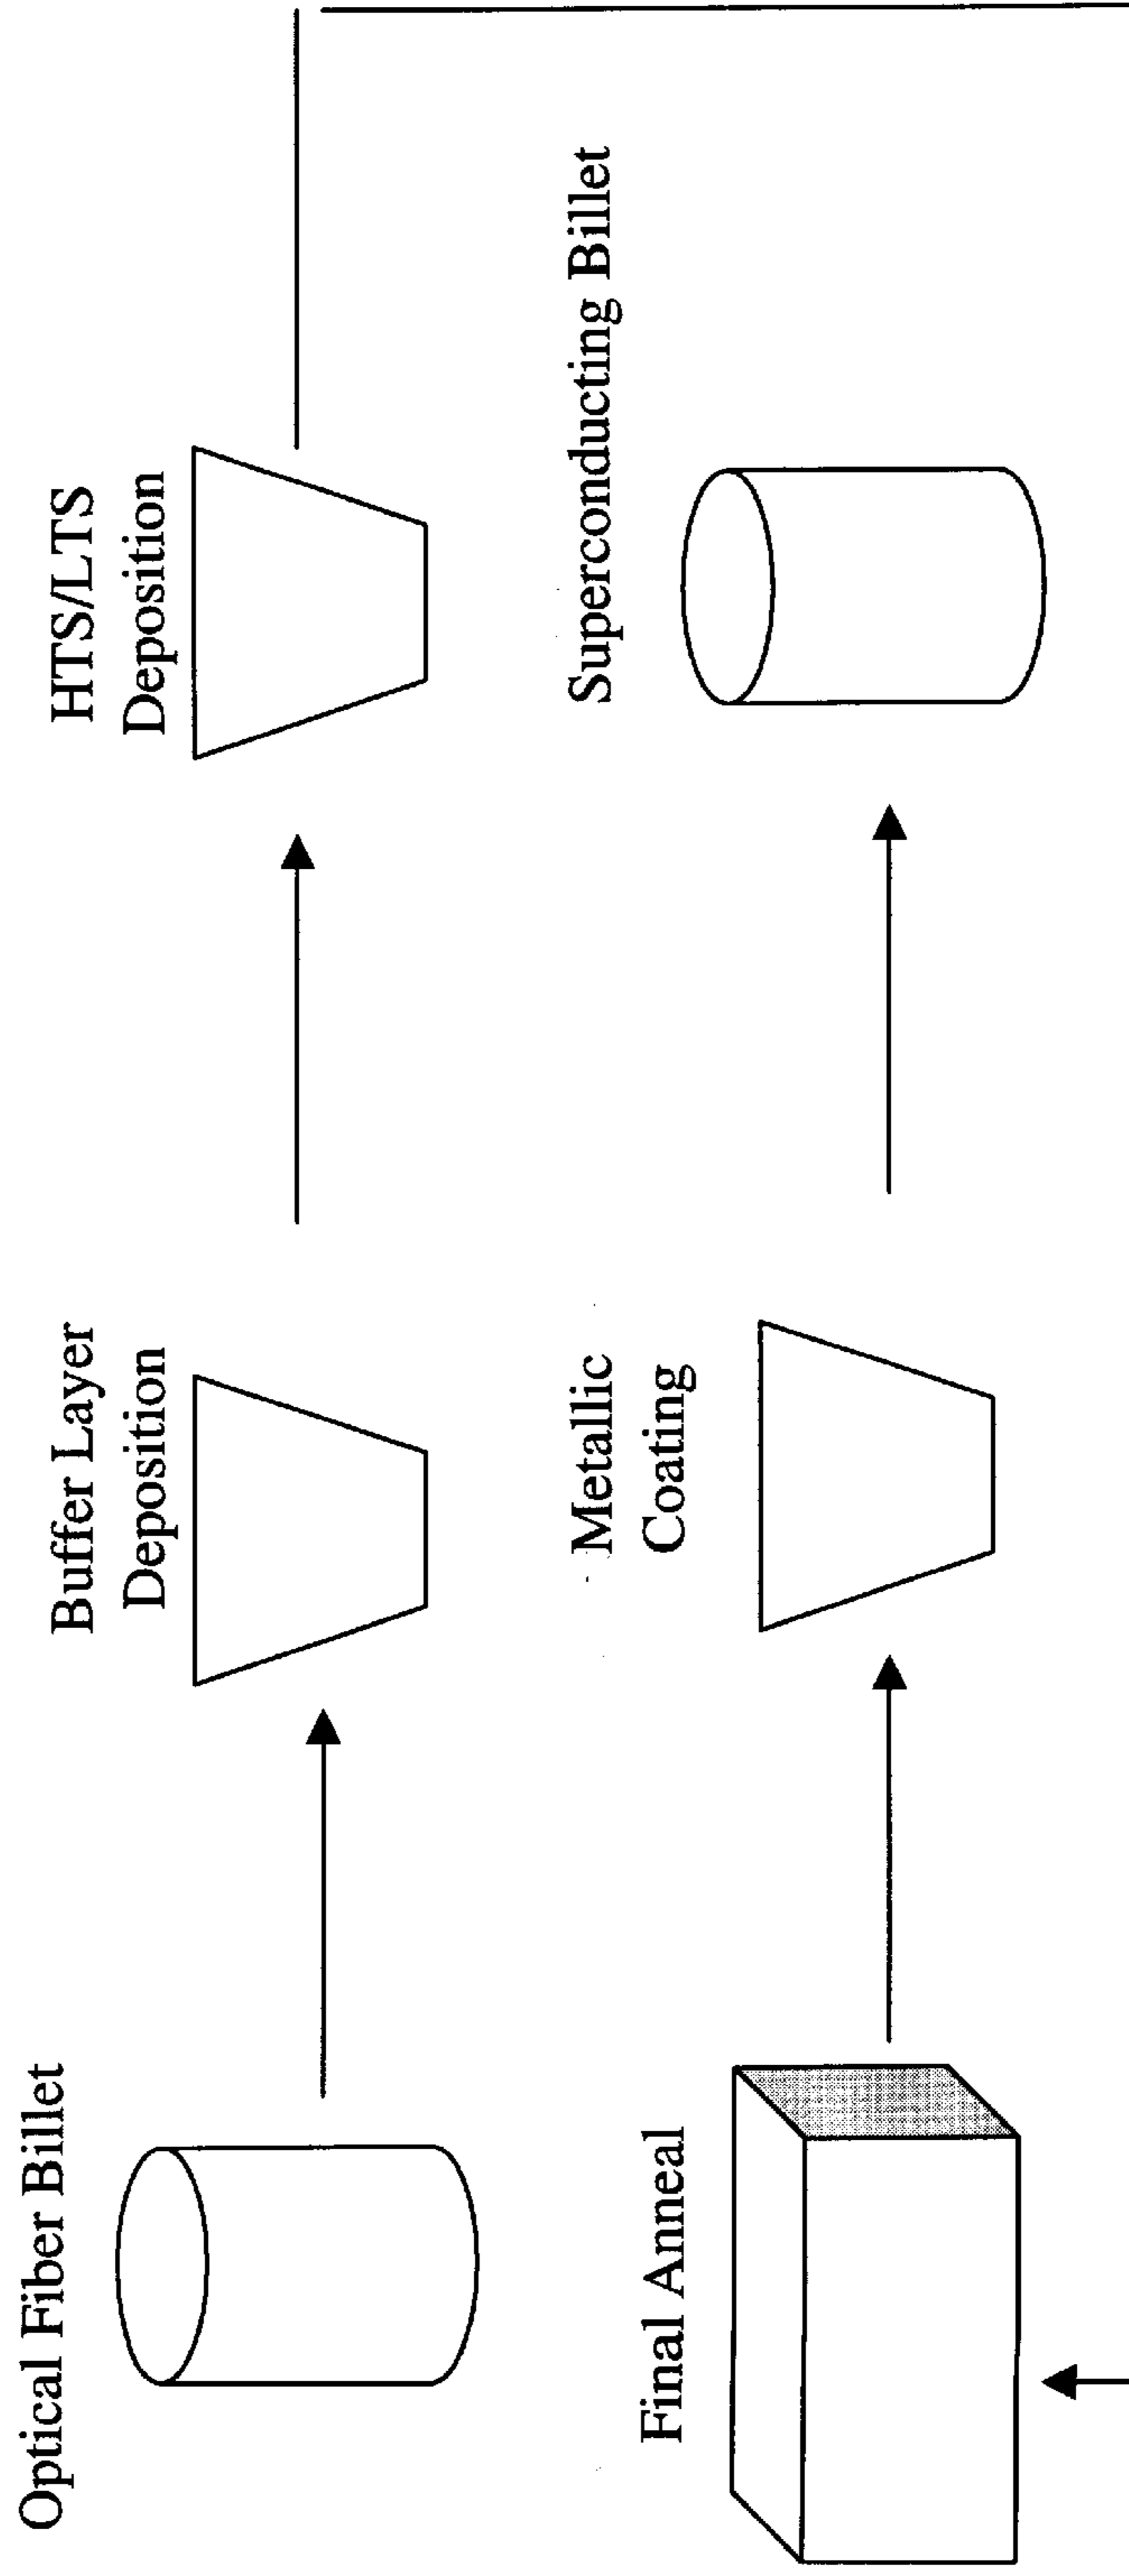 Optical Fiber Billet
Buffer Layer
Deposition
HTS/LTS
Deposition
Final Anneal
Metallic
Coating
Superconducting Billet